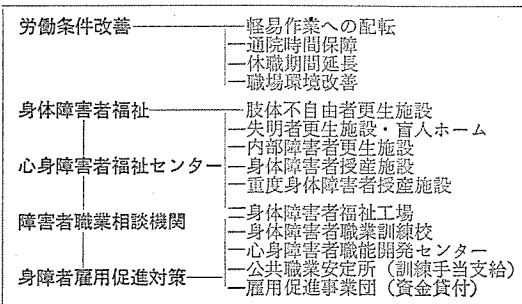 労働条件改善 軽易作業への配転
通院時間保障
休職期間延長
職場環境改善
身体障害者福祉 肢体不自由者更生施設
失明者更生施設・盲人ホーム
内部障害者更生施設
心身障害者福祉センター 身体障害者授産施設
重度身体障害者授産施設
障害者職業相談機関 身体障害者福祉工場
身体障害者職業訓練校
心身障害者職能開発センター
身障者雇用促進対策 公共職業安定所（訓練手当支給）
雇用促進事業団（資金貸付）